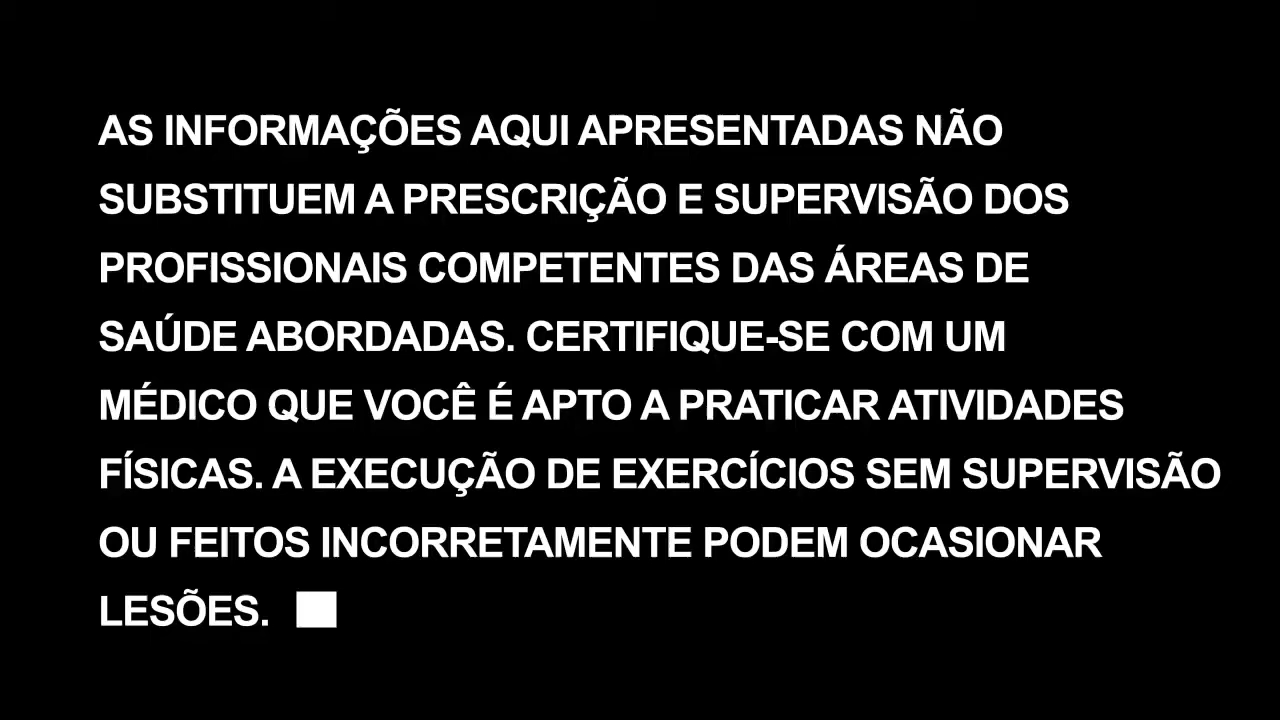 AS INFORMAÇÕES AQUI APRESENTADAS NÃO
SUBSTITUEM A PRESCRIÇÃO E SUPERVISÃO DOS
PROFISSIONAIS COMPETENTES DAS ÁREAS DE
SAÚDE ABORDADAS. CERTIFIQUE-SE COM UM
MÉDICO QUE VOCÊ É APTO A PRATICAR ATIVIDADES
FÍSICAS. A EXECUÇÃO DE EXERCÍCIOS SEM SUPERVISÃO
OU FEITOS INCORRETAMENTE PODEM OCASIONAR
LESÕES.